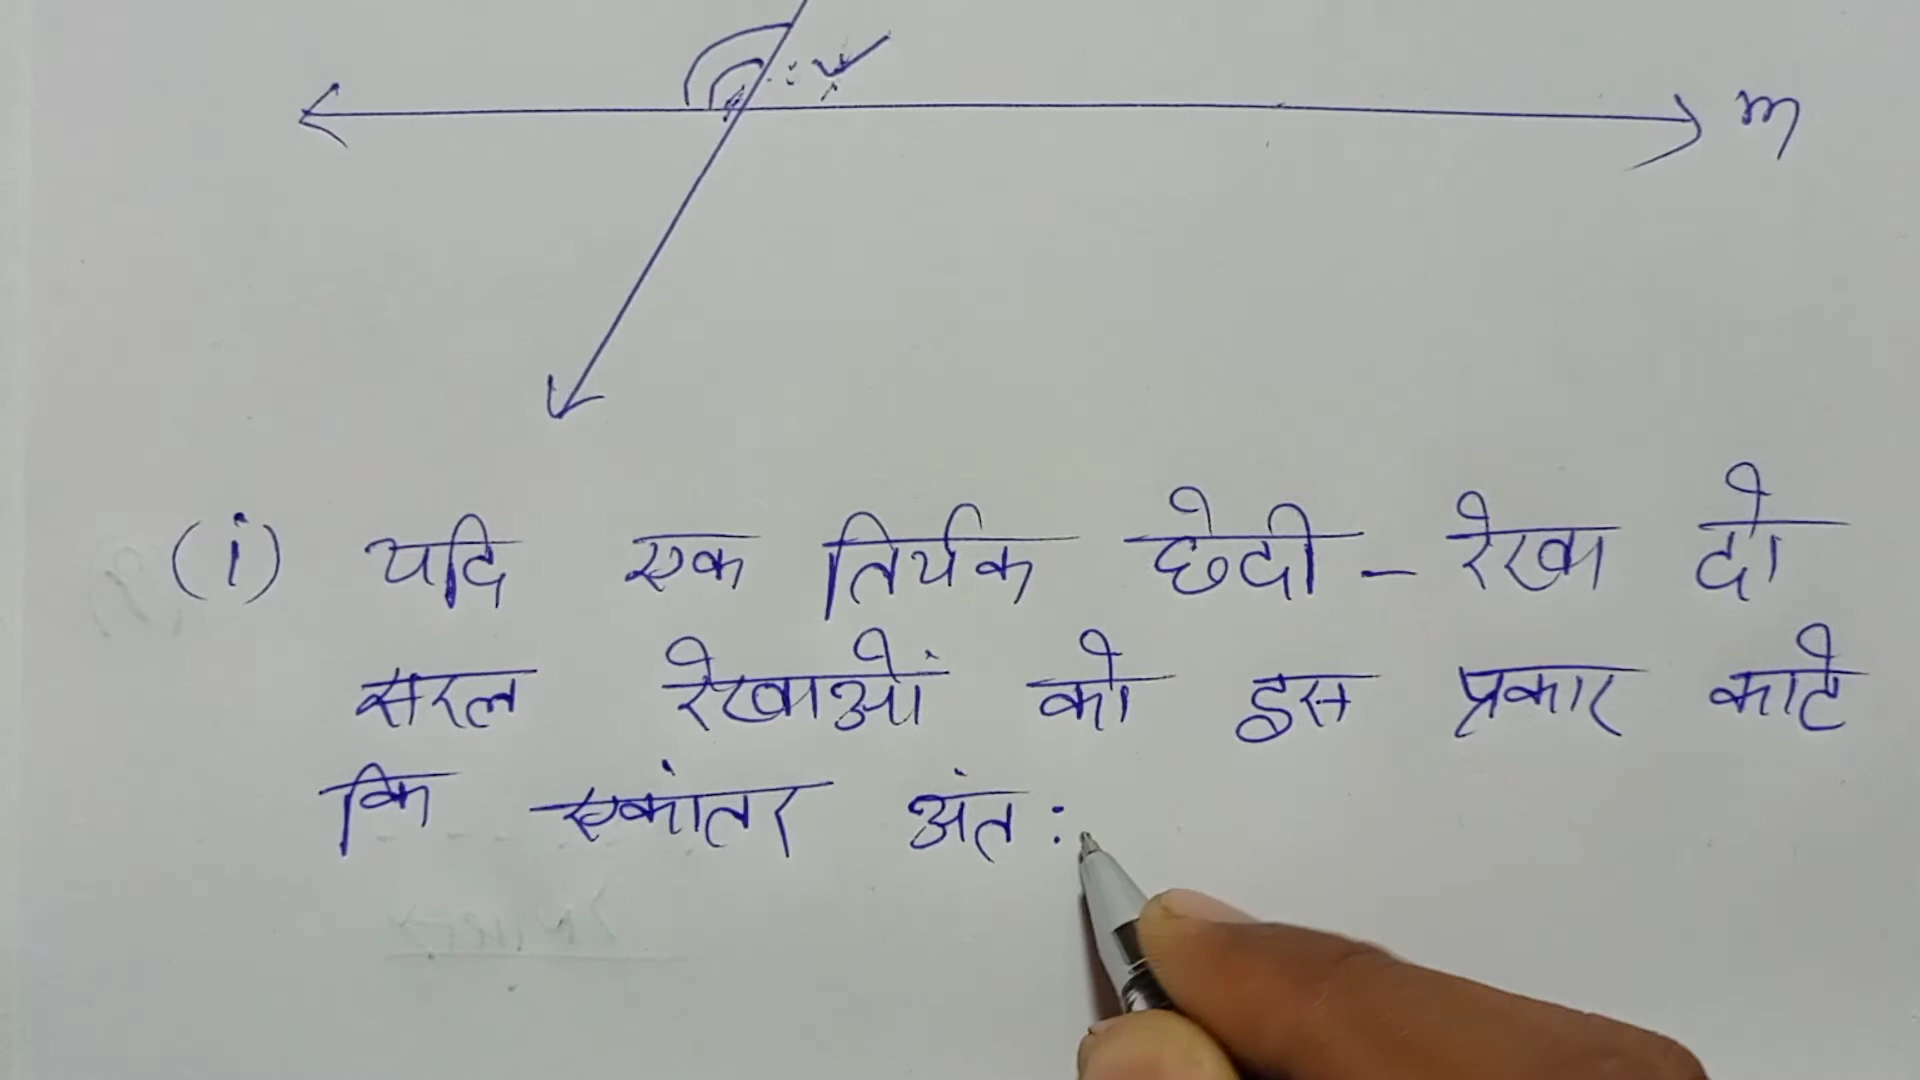 m
(i) यदि एक तिर्यक छेदी - रेखा दो
सरल रेखाओं को इस प्रकार काटे
कि एकांतर अंत: